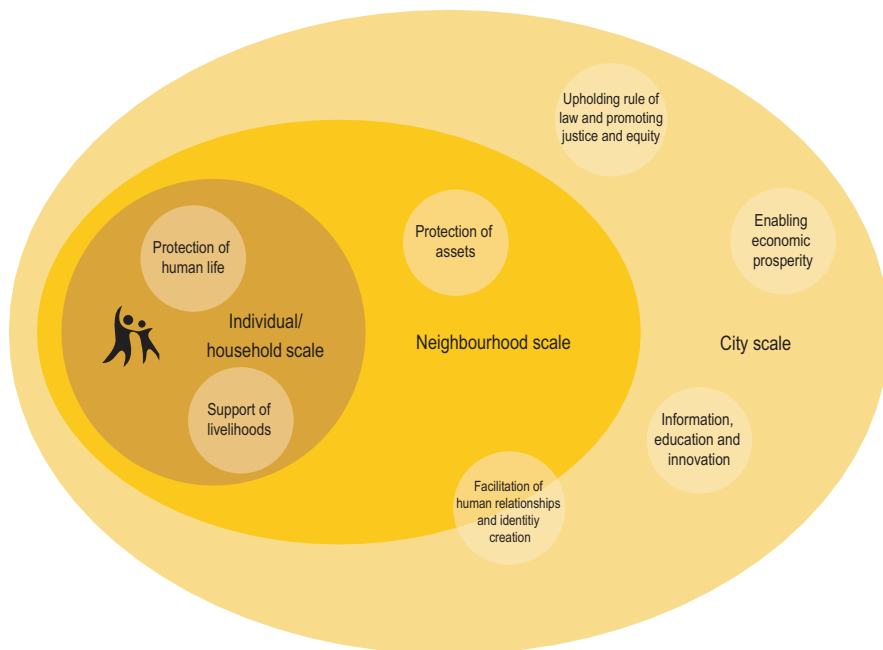 Upholding rule of
law and promoting
justice and equity
Protection of
assets
Enabling
economic
prosperity
Protection of
human life
Individual/
household scale
Neighbourhood scale
City scale
Support of
livelihoods
Information,
education and
innovation
Facilitation of
human relationships
and identitiy
creation